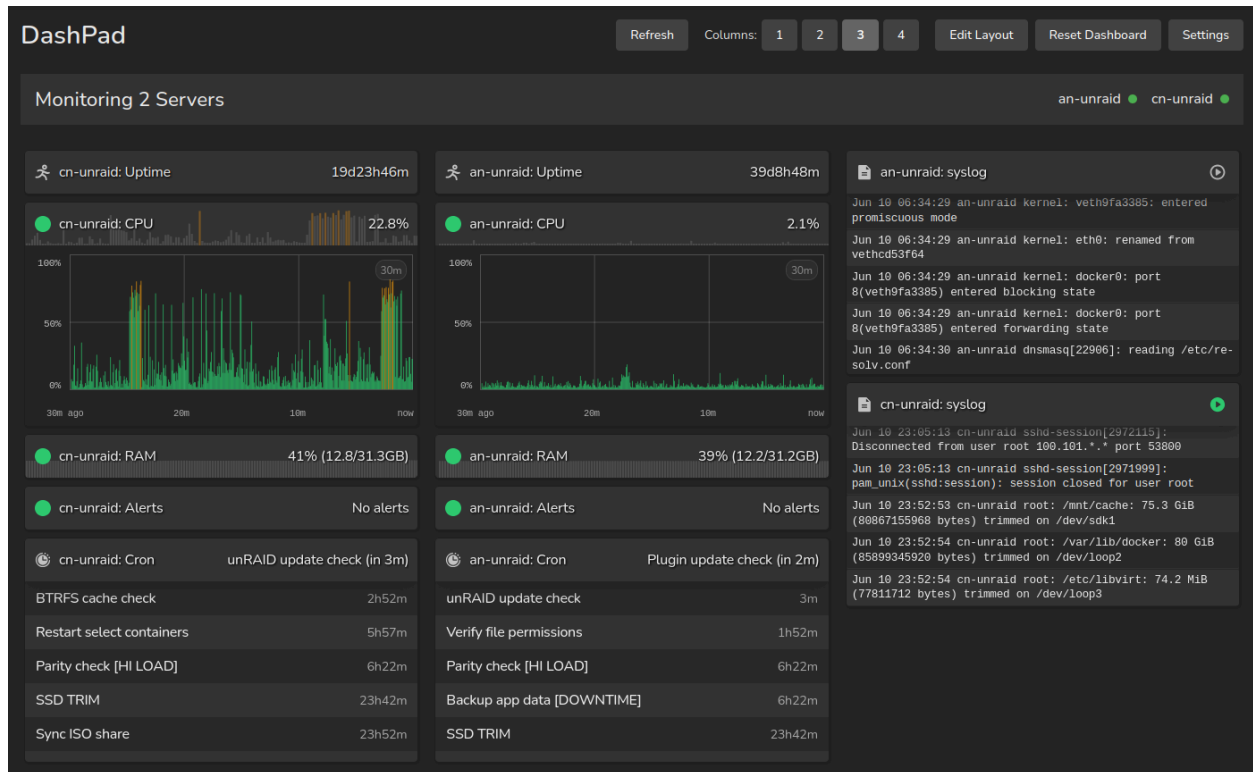 DashPad
Refresh
Columns:
1
2
3
4
Edit Layout
Reset Dashboard
Settings
Monitoring 2 Servers
an-unraid
cn-unraid
cn-unraid: Uptime
19d23h46m
cn-unraid: CPU
22.8%
100%
30m
50%
0%
30m ago
20m
10m
now
cn-unraid: RAM
41% (12.8/31.3GB)
cn-unraid: Alerts
No alerts
cn-unraid: Cron
unRAID update check (in 3m)
BTRFS cache check
2h52m
Restart select containers
5h57m
Parity check [HI LOAD]
6h22m
SSD TRIM
23h42m
Sync ISO share
23h52m
an-unraid: Uptime
39d8h48m
an-unraid: CPU
2.1%
100%
30m
50%
0%
30m ago
20m
10m
now
an-unraid: RAM
39% (12.2/31.2GB)
an-unraid: Alerts
No alerts
an-unraid: Cron
Plugin update check (in 2m)
unRAID update check
3m
Verify file permissions
1h52m
Parity check [HI LOAD]
6h22m
Backup app data [DOWNTIME]
6h22m
SSD TRIM
23h42m
an-unraid: syslog
Jun 10 06:34:29 an-unraid kernel: veth9fa3385: entered
promiscuous mode
Jun 10 06:34:29 an-unraid kernel: eth0: renamed from
vethcd53f64
Jun 10 06:34:29 an-unraid kernel: docker0: port
8(veth9fa3385) entered blocking state
Jun 10 06:34:29 an-unraid kernel: docker0: port
8(veth9fa3385) entered forwarding state
Jun 10 06:34:30 an-unraid dnsmasq[22906]: reading /etc/re-
solv.conf
cn-unraid: syslog
Jun 10 23:05:13 cn-unraid sshd-session[2972115]:
Disconnected from user root 100.101.*.* port 53800
Jun 10 23:05:13 cn-unraid sshd-session[2971999]:
pam_unix(sshd:session): session closed for user root
Jun 10 23:52:53 cn-unraid root: /mnt/cache: 75.3 GiB
(80867155968 bytes) trimmed on /dev/sdk1
Jun 10 23:52:54 cn-unraid root: /var/lib/docker: 80 GiB
(85899345920 bytes) trimmed on /dev/loop2
Jun 10 23:52:54 cn-unraid root: /etc/libvirt: 74.2 MiB
(77811712 bytes) trimmed on /dev/loop3